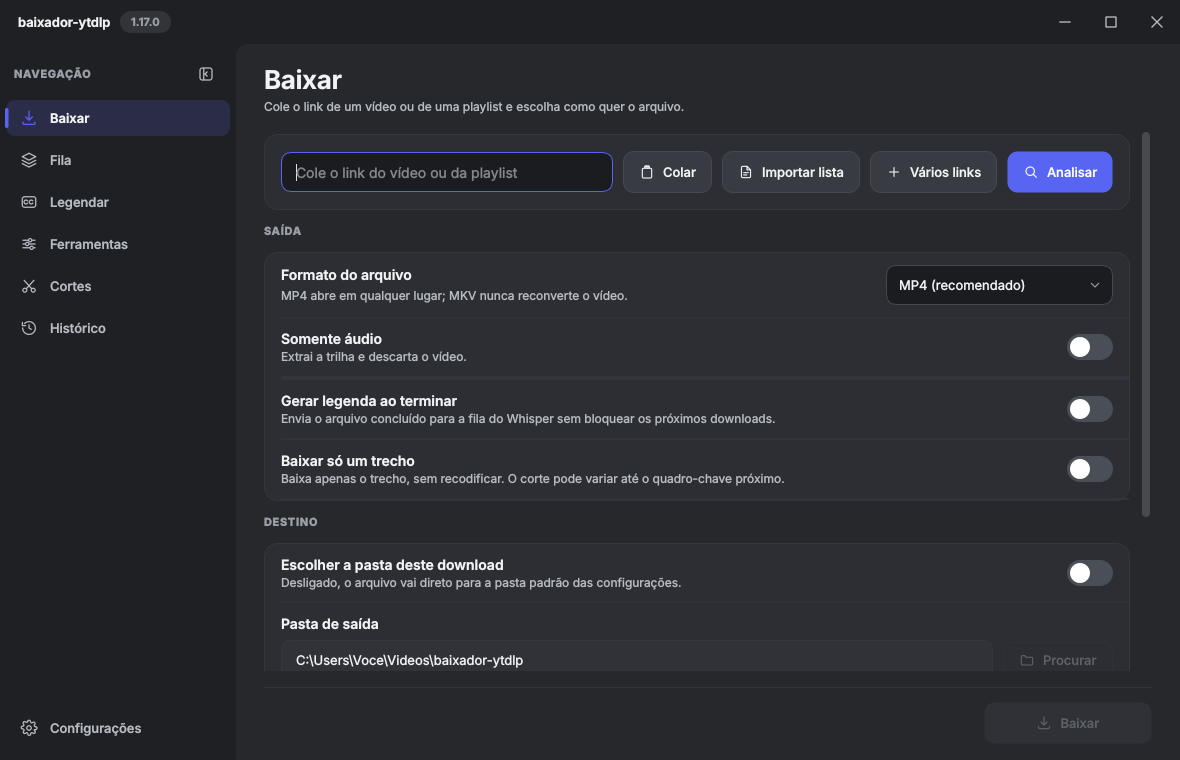 baixador-ytdlp 1.17.0
NAVEGAÇÃO
Baixar
Fila
Legendar
Ferramentas
Cortes
Histórico
Configurações
Baixar
Cole o link de um vídeo ou de uma playlist e escolha como quer o arquivo.
Cole o link do vídeo ou da playlist
Colar
Importar lista
Vários links
Analisar
SAÍDA
Formato do arquivo
MP4 abre em qualquer lugar; MKV nunca reconverte o vídeo.
MP4 (recomendado)
Somente áudio
Extrai a trilha e descarta o vídeo.
Gerar legenda ao terminar
Envia o arquivo concluído para a fila do Whisper sem bloquear os próximos downloads.
Baixar só um trecho
Baixa apenas o trecho, sem recodificar. O corte pode variar até o quadro-chave próximo.
DESTINO
Escolher a pasta deste download
Desligado, o arquivo vai direto para a pasta padrão das configurações.
Pasta de saída
C:\Users\Voce\Videos\baixador-ytdlp
Procurar
Baixar